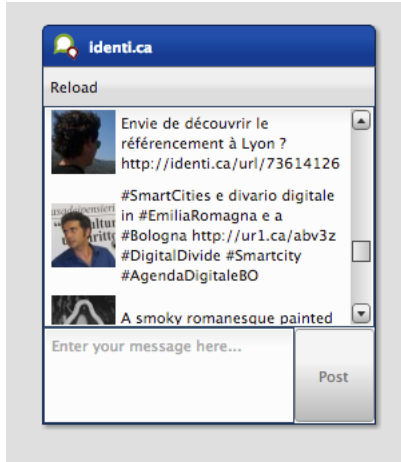 identi.ca
Reload
Envie de découvrir le
référencement à Lyon ?
http://identi.ca/url/73614126
#SmartCities e divario digitale
in #EmiliaRomagna e a
#Bologna http://ur1.ca/abv3z
#DigitalDivide #Smartcity
#AgendaDigitaleBO
A smoky romanesque painted
Enter your message here...
Post